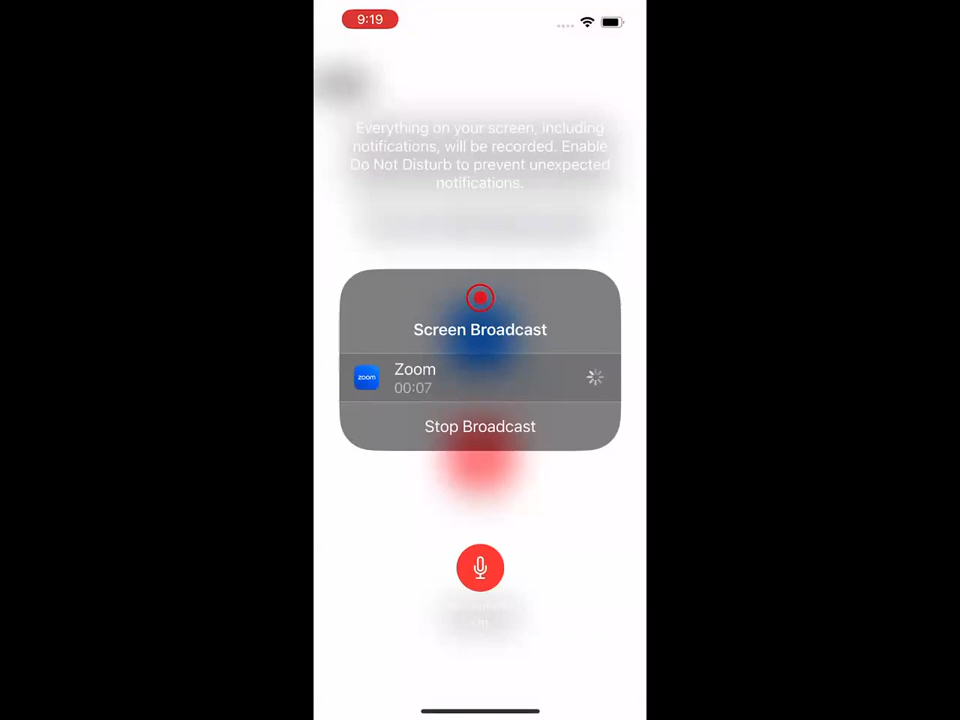 9:19
Everything on your screen, including
notifications, will be recorded. Enable
Do Not Disturb to prevent unexpected
notifications.
Screen Broadcast
zoom
Zoom
00:07
Stop Broadcast